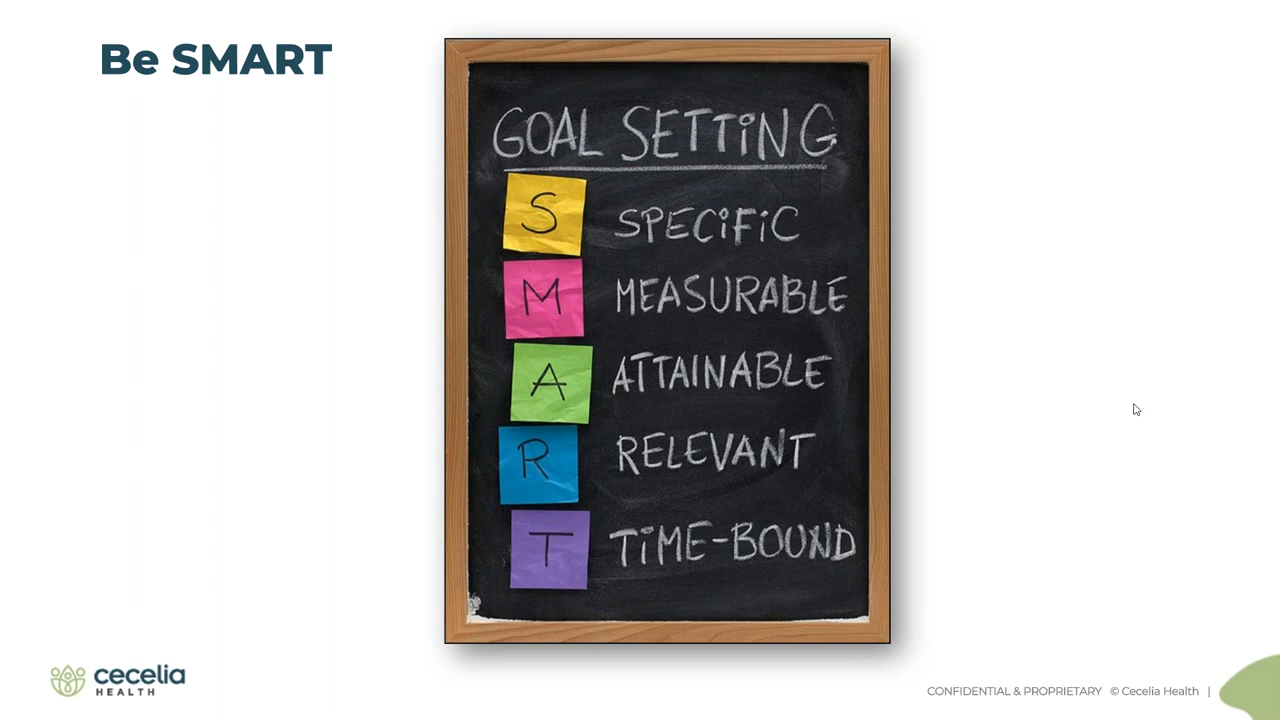 Be SMART
GOAL SETTING
S SPECIFIC
M MEASURABLE
A ATTAINABLE
R RELEVANT
T TIME-BOUND
cecelia
HEALTH
CONFIDENTIAL & PROPRIETARY © Cecelia Health |